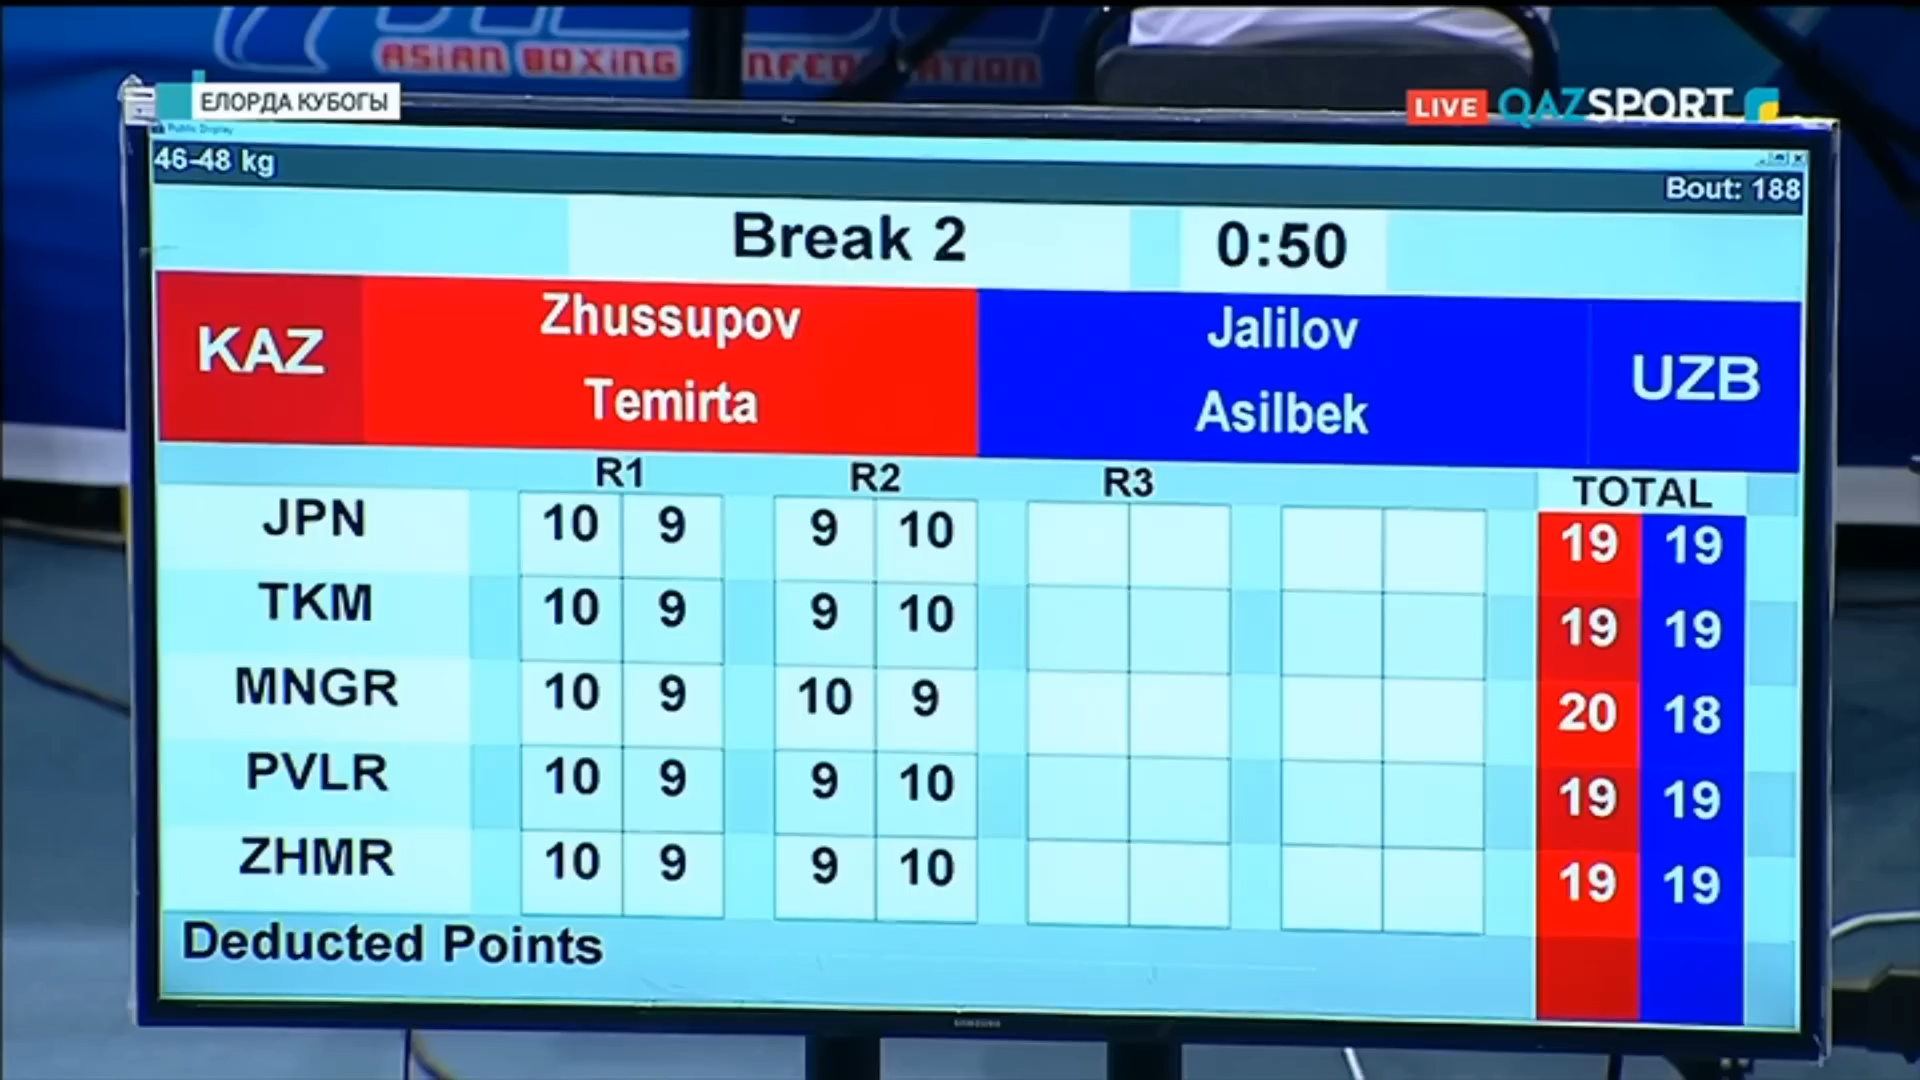 ASIAN BOXING
ЕЛОРДА КУБОГЫ
LIVE QAZSPORT
Public Display
46-48 kg
Bout: 188
Break 2 0:50
KAZ Zhussupov Jalilov UZB
Temirta Asilbek
R1 R2 R3 TOTAL
JPN 10 9 9 10 19 19
TKM 10 9 9 10 19 19
MNGR 10 9 10 9 20 18
PVLR 10 9 9 10 19 19
ZHMR 10 9 9 10 19 19
Deducted Points
SAMSUNG